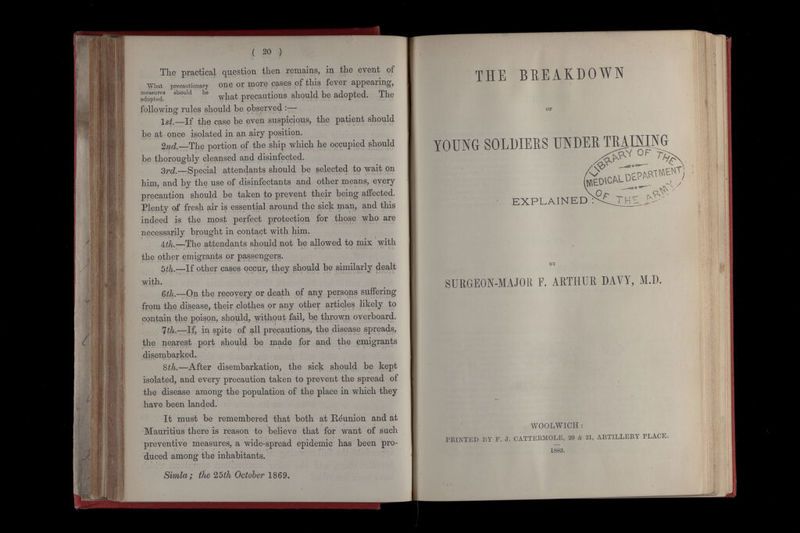 ( 20 )
The practical question then remains, in the event of
What precautionary measures should be adopted.
one or more cases of this fever appearing,
what precautions should be adopted. The
following rules should be observed :—
1st.—If the case be even suspicious, the patient should
be at once isolated in an airy position.
2nd.—The portion of the ship which he occupied should
be thoroughly cleansed and disinfected.
3rd.—Special attendants should be selected to wait on
him, and by the use of disinfectants and other means, every
precaution should be taken to prevent their being affected.
Plenty of fresh air is essential around the sick man, and this
indeed is the most perfect protection for those who are
necessarily brought in contact with him.
4th.—The attendants should not be allowed to mix with
the other emigrants or passengers.
5th.—If other cases occur, they should be similarly dealt
with.
6th.—On the recovery or death of any persons suffering
from the disease, their clothes or any other articles likely to
contain the poison, should, without fail, be thrown overboard.
7th.—If, in spite of all precautions, the disease spreads,
the nearest port should be made for and the emigrants
disembarked.
8th.—After disembarkation, the sick should be kept
isolated, and every precaution taken to prevent the spread of
the disease among the population of the place in which they
have been landed.
It must be remembered that both at Réunion and at
Mauritius there is reason to believe that for want of such
preventive measures, a wide-spread epidemic has been pro-
duced among the inhabitants.
Simla ; the 25th October 1869.
THE BREAKDOWN
OF
YOUNG SOLDIERS UNDER TRAINING
LIBRARY OF THE
MEDICAL DEPARTMENT
OF THE ARMY
EXPLAINED :
BY
SURGEON-MAJOR F. ARTHUR DAVY, M.D.
WOOLWICH :
PRINTED BY F. J. CATTERMOLE, 20 & 21, ARTILLERY PLACE.
1883.